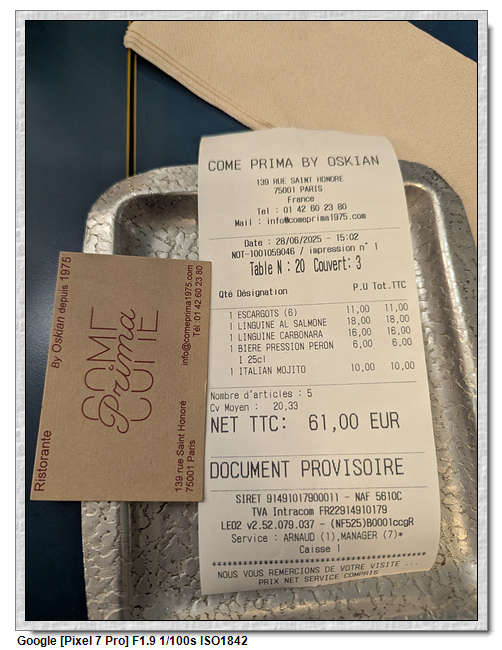 COME PRIMA BY OSKIAN
139 RUE SAINT HONORE
75001 PARIS
France
Tel : 01 42 60 23 80
Mail : info@comeprima1975.com
Date : 28/06/2025 - 15:02
NOT-1001059046 / impression n° 1
Table N : 20 Couvert: 3
Qté Désignation P.U Tot.TTC
1 ESCARGOTS (6) 11,00 11,00
1 LINGUINE AL SALMONE 18,00 18,00
1 LINGUINE CARBONARA 16,00 16,00
1 BIERE PRESSION PERON 6,00 6,00
I 25cl
1 ITALIAN MOJITO 10,00 10,00
Nombre d'articles : 5
Cv Moyen : 20,33
NET TTC: 61,00 EUR
DOCUMENT PROVISOIRE
SIRET 91491017900011 - NAF 5610C
TVA Intracom FR22914910179
LEO2 v2.52.079.037 - (NF525)B0001ccgR
Service : ARNAUD (1),MANAGER (7)*
Caisse 1
NOUS VOUS REMERCIONS DE VOTRE VISITE ...
PRIX NET SERVICE COMPRIS
Ristorante
By Oskian depuis 1975
COME
Prima
CUCINE
139 rue Saint Honoré
75001 Paris
info@comeprima1975.com
Tél :01 42 60 23 80
Google [Pixel 7 Pro] F1.9 1/100s ISO1842